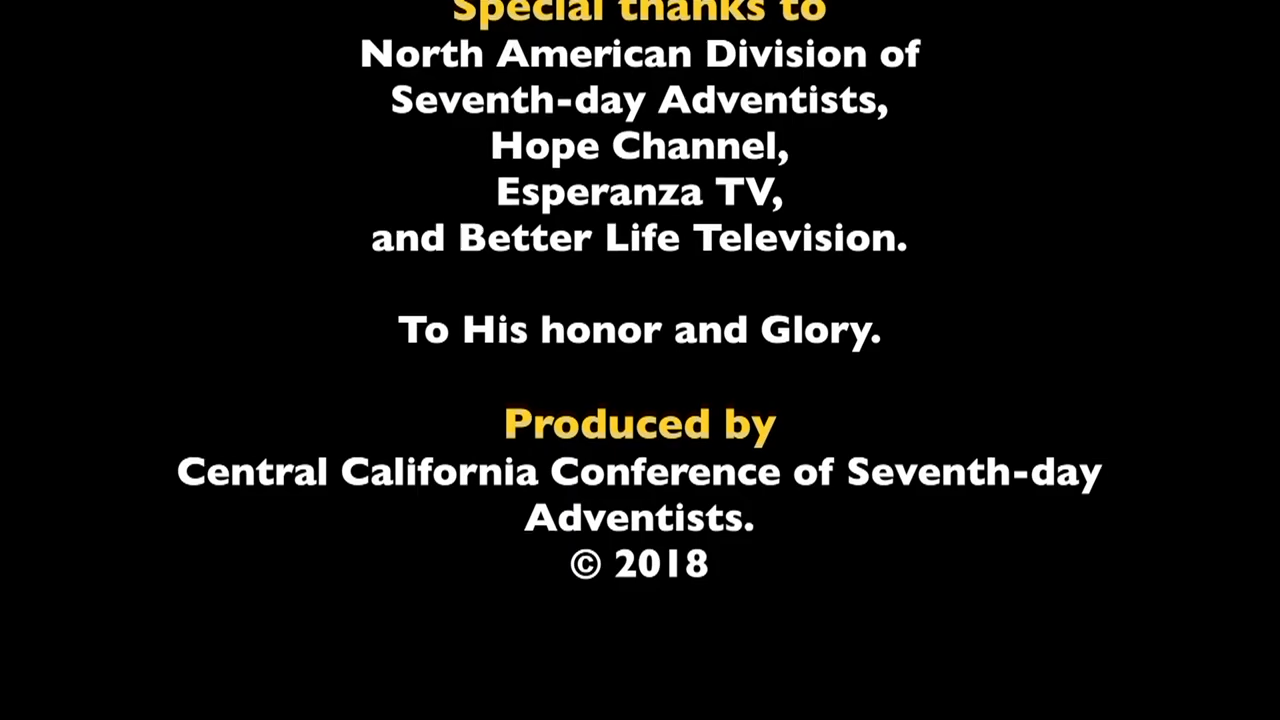 Special thanks to
North American Division of
Seventh-day Adventists,
Hope Channel,
Esperanza TV,
and Better Life Television.
To His honor and Glory.
Produced by
Central California Conference of Seventh-day
Adventists.
© 2018